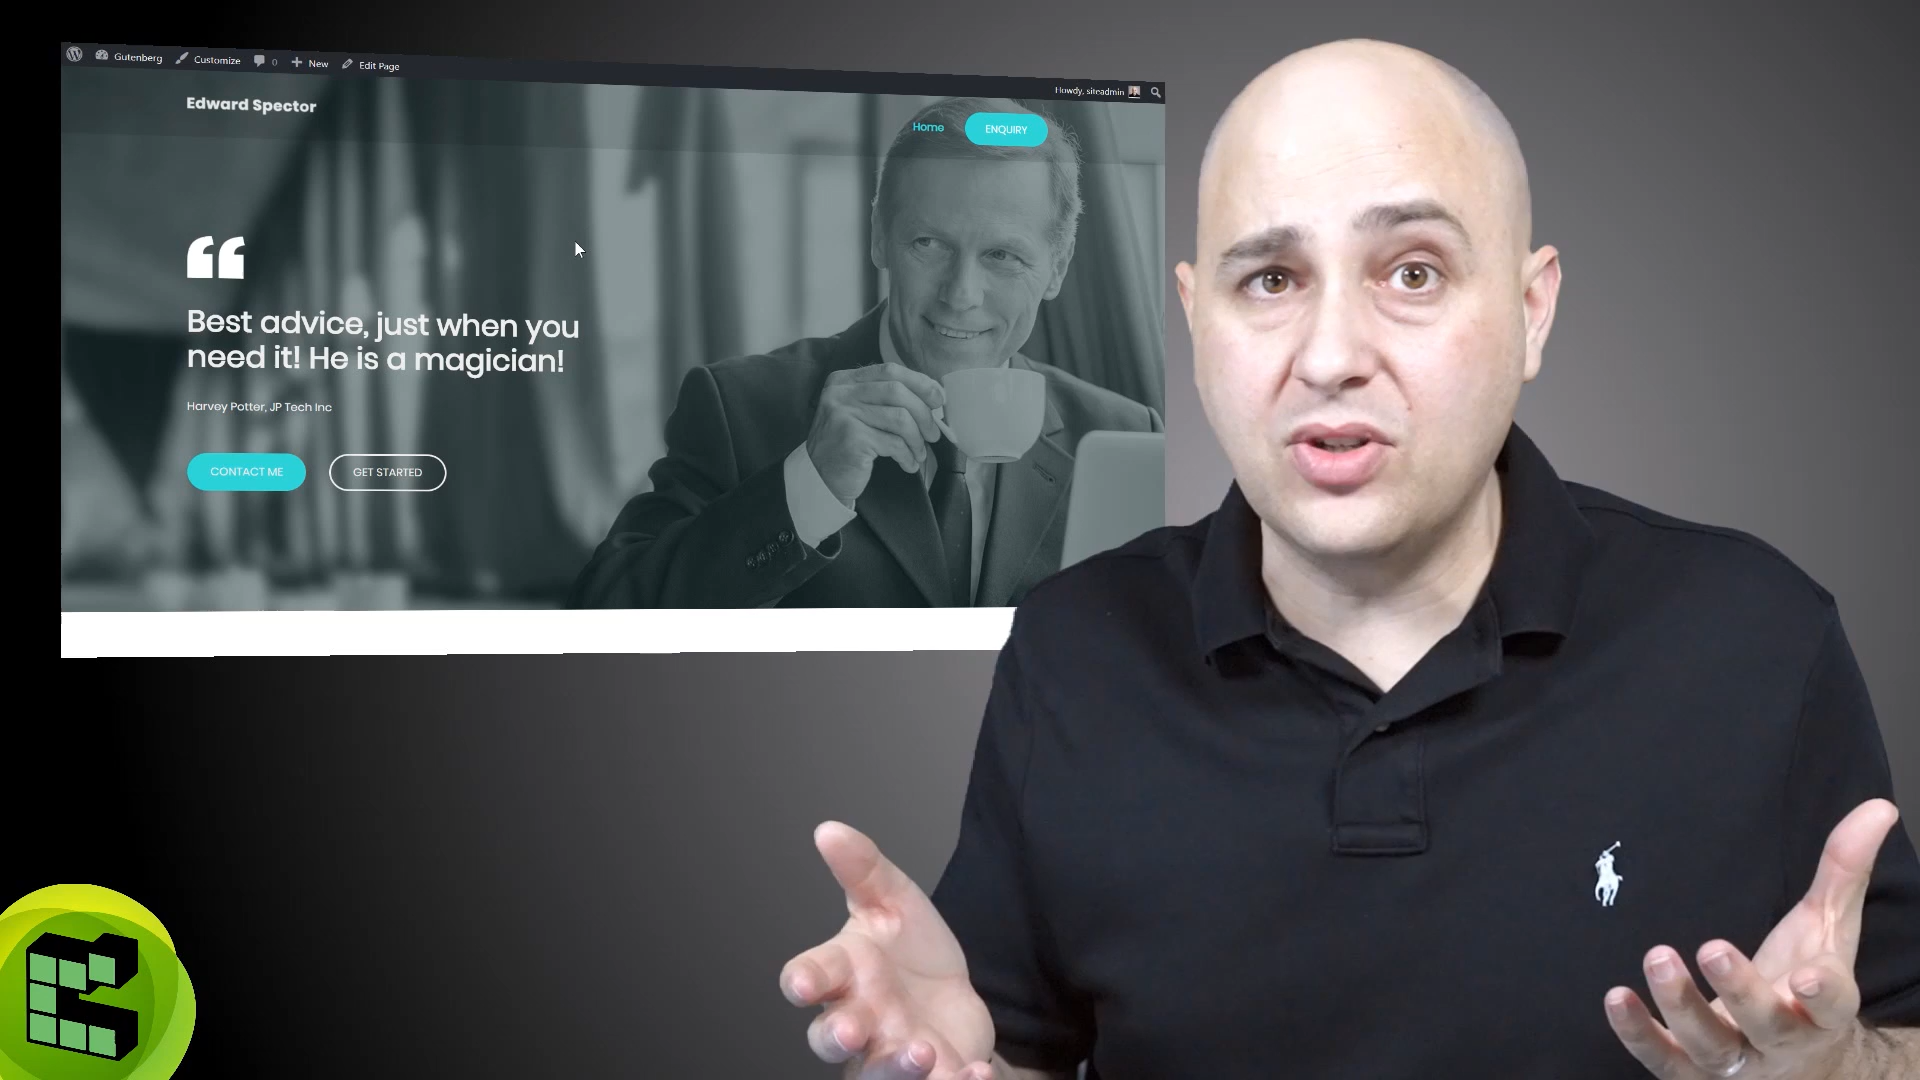 Gutenberg Customize 0 New Edit Page
Howdy, siteadmin
Edward Spector
Home ENQUIRY
Best advice, just when you
need it! He is a magician!
Harvey Potter, JP Tech Inc
CONTACT ME GET STARTED